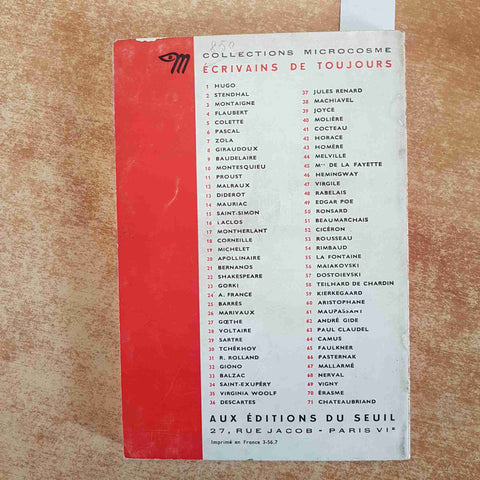 850
m
COLLECTIONS MICROCOSME
ÉCRIVAINS DE TOUJOURS
1 HUGO
2 STENDHAL
3 MONTAIGNE
4 FLAUBERT
5 COLETTE
6 PASCAL
7 ZOLA
8 GIRAUDOUX
9 BAUDELAIRE
10 MONTESQUIEU
11 PROUST
12 MALRAUX
13 DIDEROT
14 MAURIAC
15 SAINT-SIMON
16 LACLOS
17 MONTHERLANT
18 CORNEILLE
19 MICHELET
20 APOLLINAIRE
21 BERNANOS
22 SHAKESPEARE
23 GORKI
24 A. FRANCE
25 BARRÈS
26 MARIVAUX
27 GŒTHE
28 VOLTAIRE
29 SARTRE
30 TCHÉKHOV
31 R. ROLLAND
32 GIONO
33 BALZAC
34 SAINT-EXUPÉRY
35 VIRGINIA WOOLF
36 DESCARTES
37 JULES RENARD
38 MACHIAVEL
39 JOYCE
40 MOLIÈRE
41 COCTEAU
42 HORACE
43 HOMÈRE
44 MELVILLE
45 Mme DE LA FAYETTE
46 HEMINGWAY
47 VIRGILE
48 RABELAIS
49 EDGAR POE
50 RONSARD
51 BEAUMARCHAIS
52 CICÉRON
53 ROUSSEAU
54 RIMBAUD
55 LA FONTAINE
56 MAIAKOVSKI
57 DOSTOIEVSKI
58 TEILHARD DE CHARDIN
59 KIERKEGAARD
60 ARISTOPHANE
61 MAUPASSANT
62 ANDRÉ GIDE
63 PAUL CLAUDEL
64 CAMUS
65 FAULKNER
66 PASTERNAK
67 MALLARMÉ
68 NERVAL
69 VIGNY
70 ÉRASME
71 CHATEAUBRIAND
AUX ÉDITIONS DU SEUIL
27, RUE JACOB - PARIS VIe
Imprimé en France 3-56.7